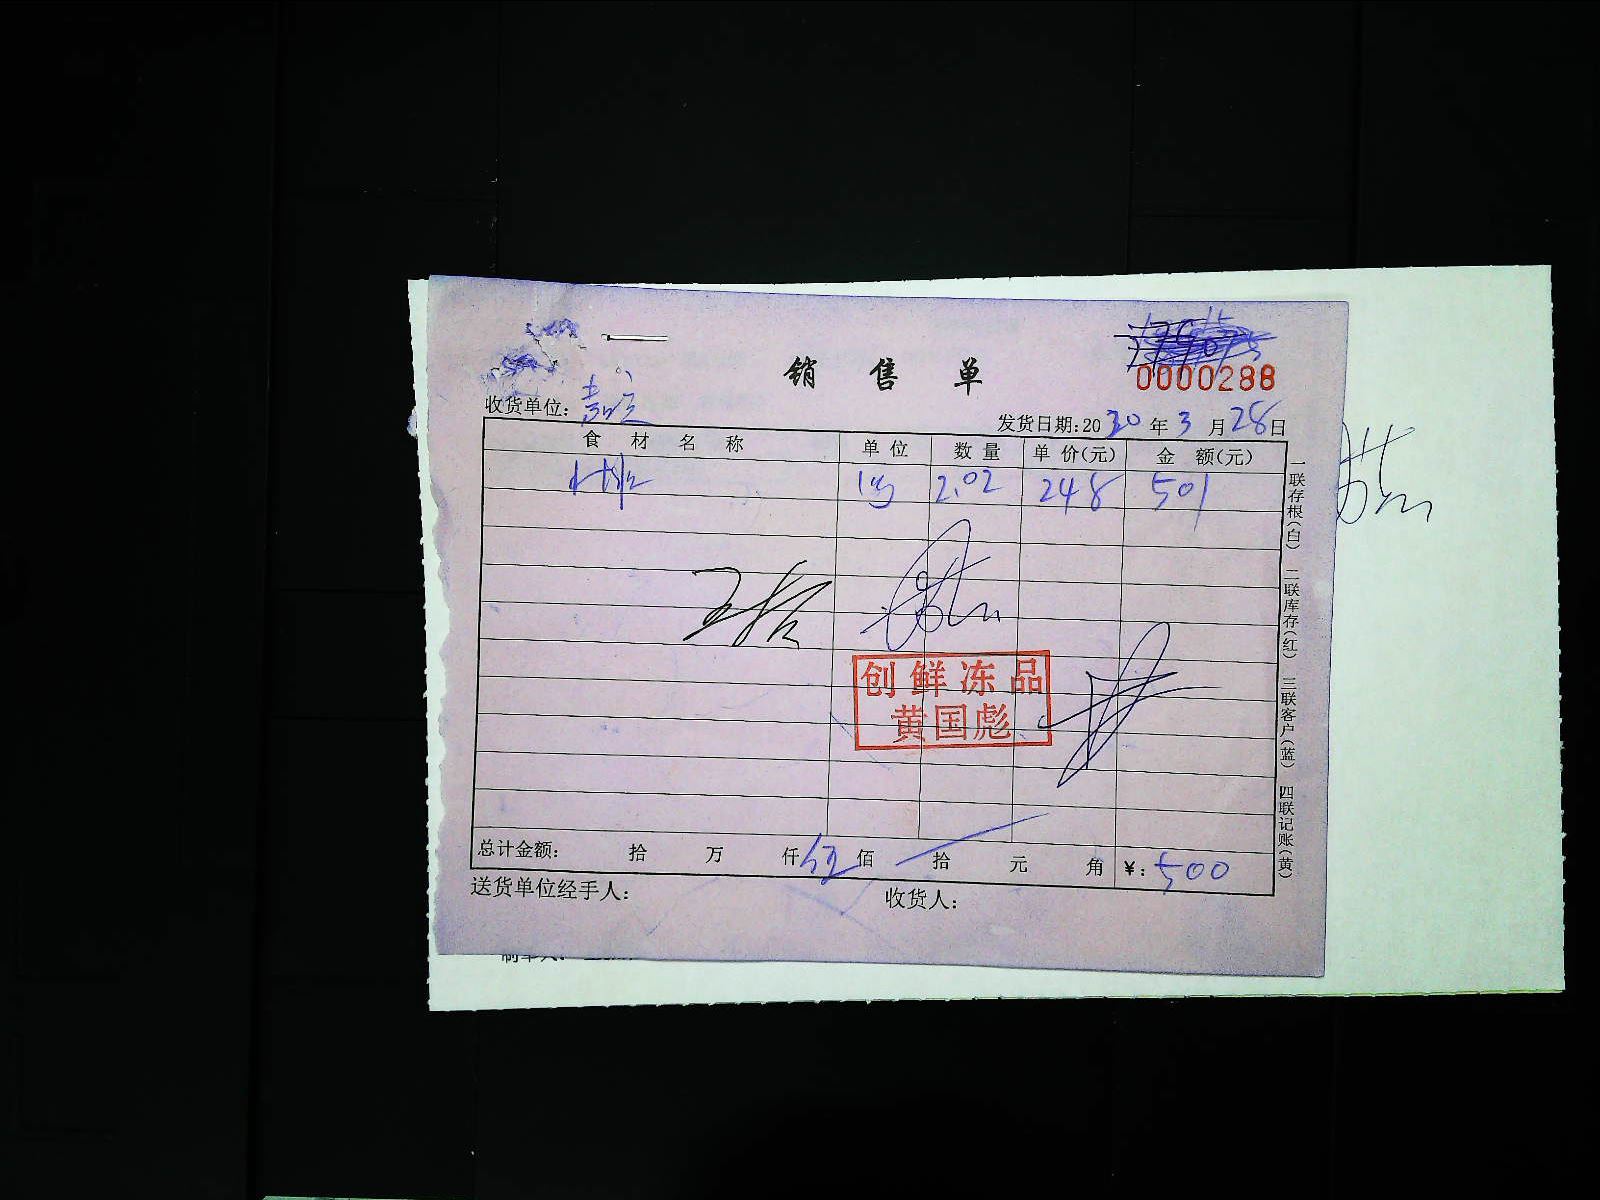 销售单
0000288
收货单位:
发货日期:2020年3月28日
食材名称 单位 数量 单价(元) 金额(元)
2.02 248 501
创鲜冻品
黄国彪
总计金额: 拾 万 仟伍佰 拾 元 角 ¥:500
送货单位经手人: 收货人:
一联存根(白) 二联库存(红) 三联客户(蓝) 四联记账(黄)